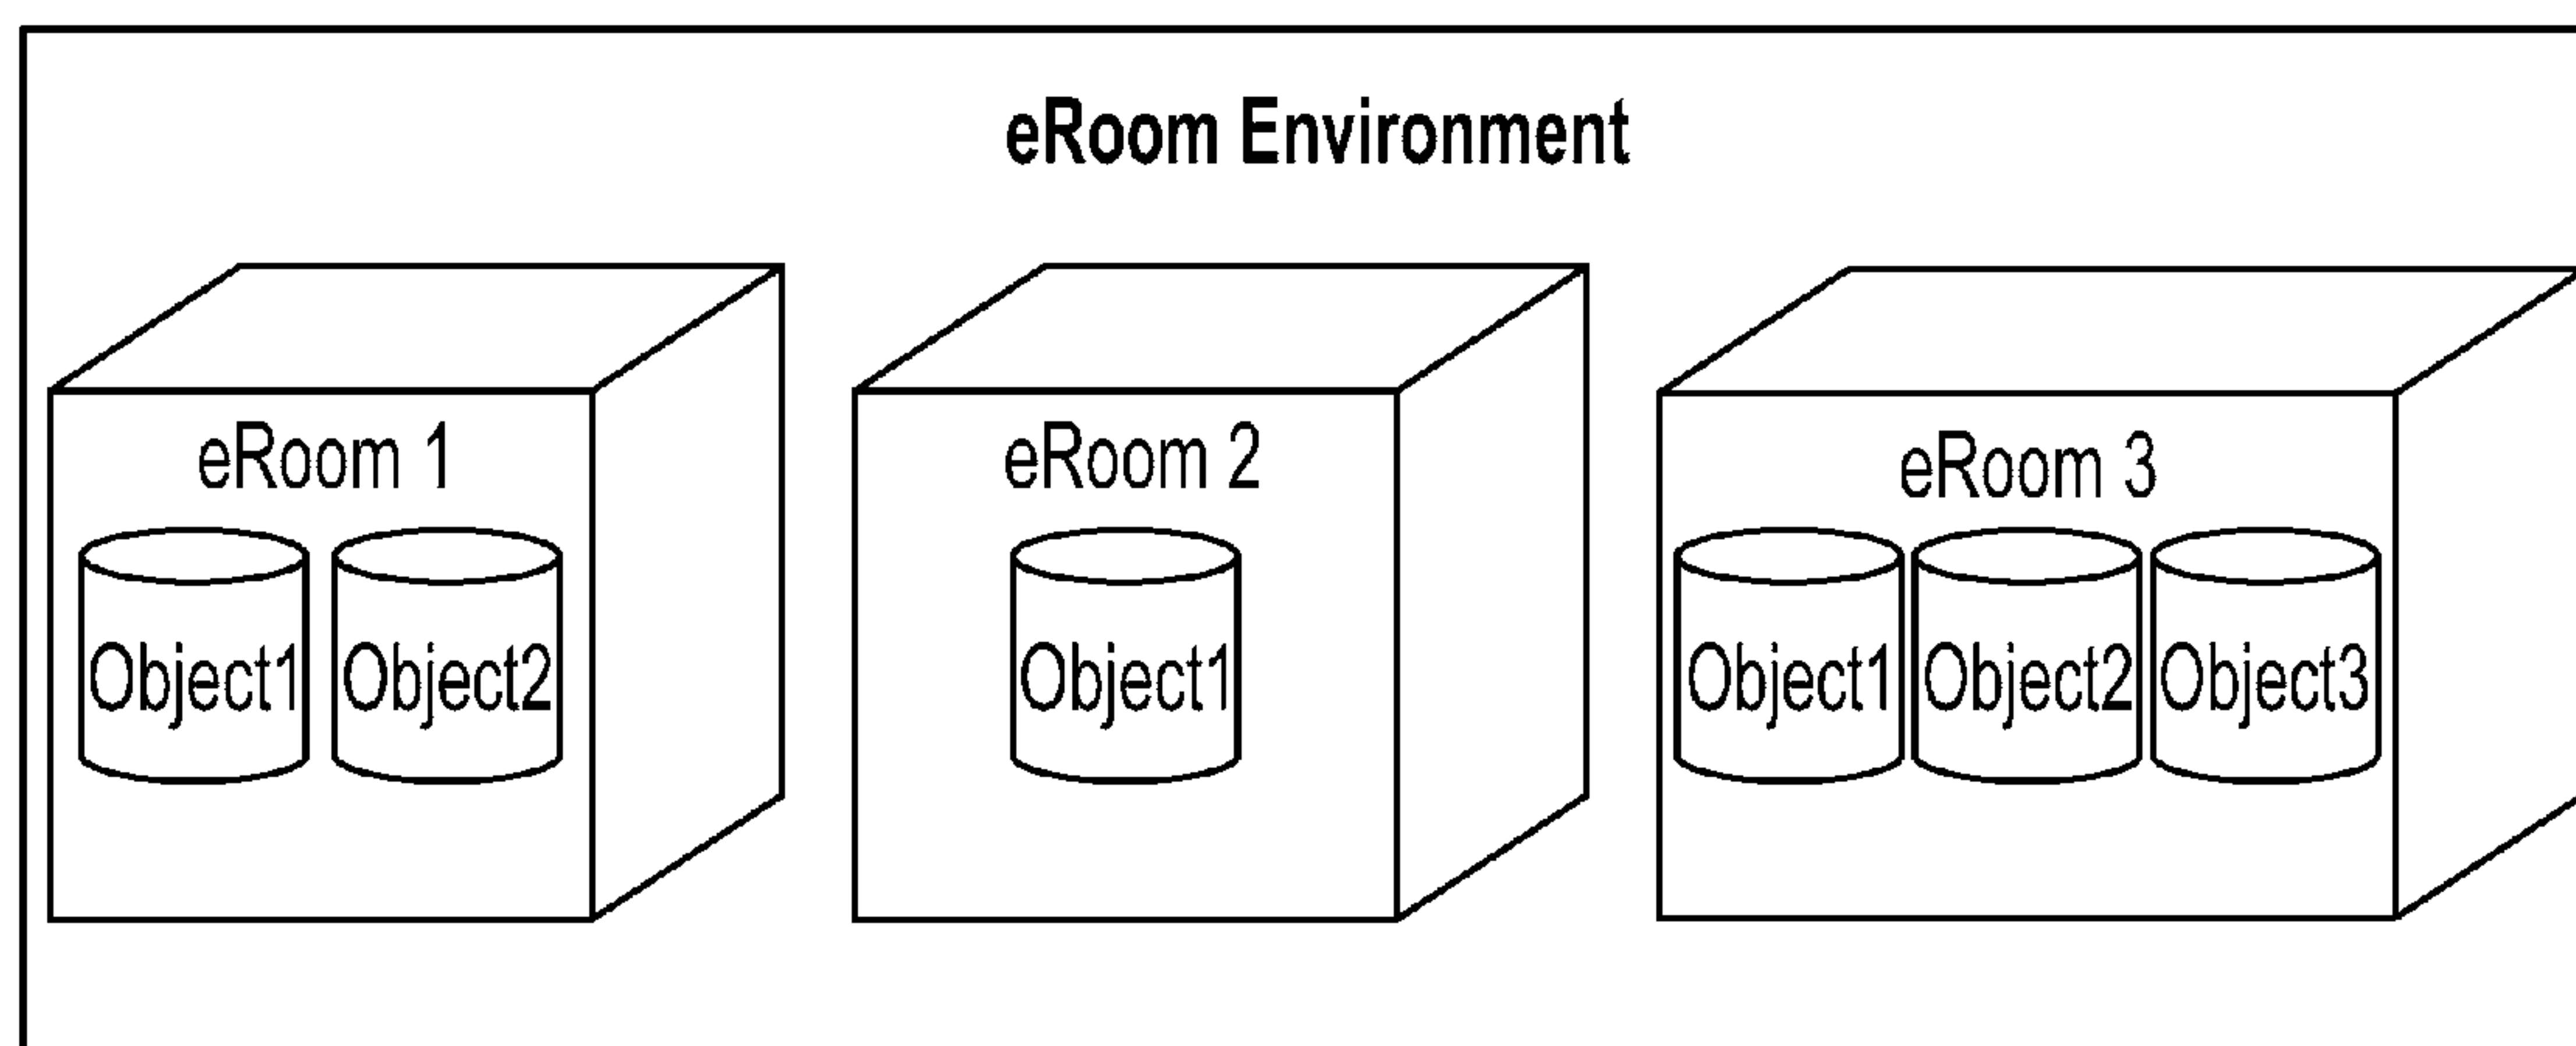 eRoom Environment
eRoom 1
Object1 Object2
eRoom 2
Object1
eRoom 3
Object1 Object2 Object3